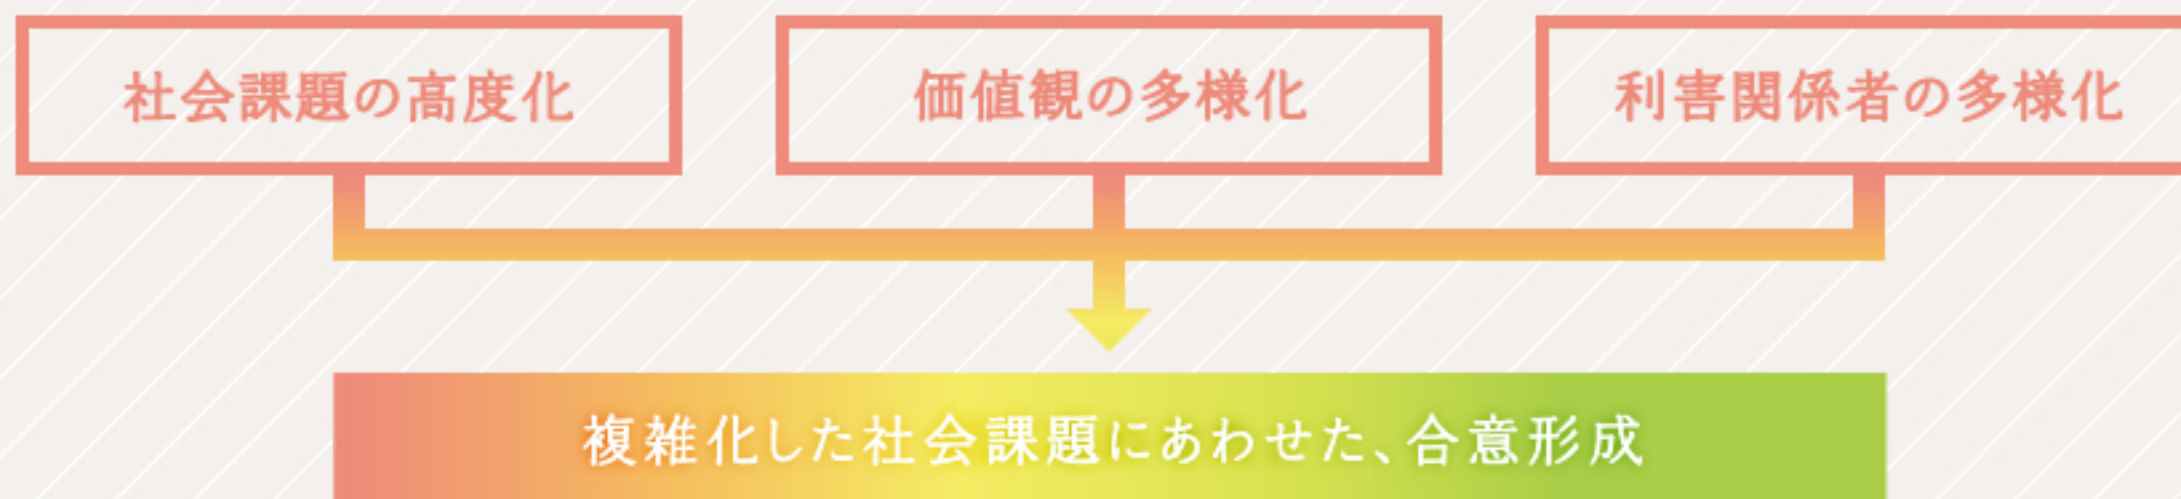 社会課題の高度化
価値観の多様化
利害関係者の多様化
複雑化した社会課題にあわせた、合意形成